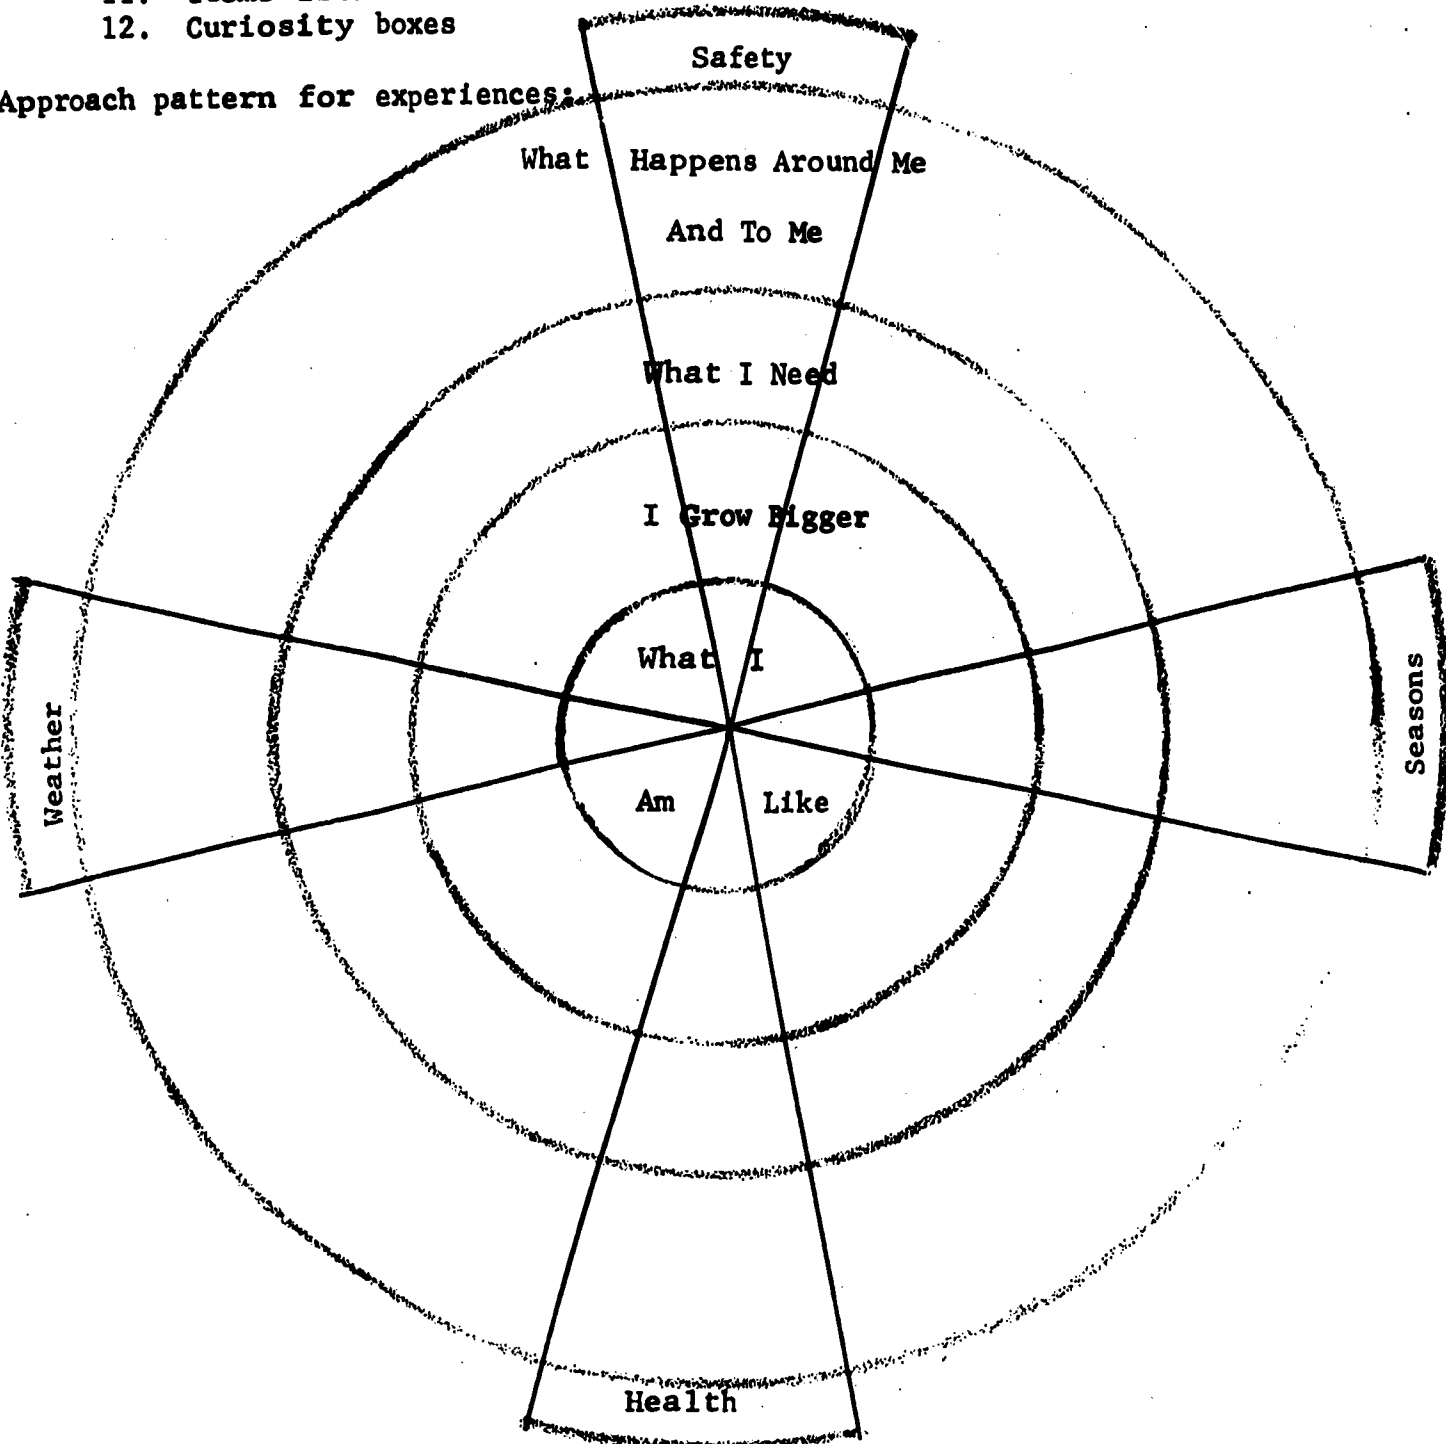 12. Curiosity boxes
Approach pattern for experiences:
Safety
What Happens Around Me
And To Me
What I Need
I Grow Bigger
What I
Am Like
Weather
Seasons
Health